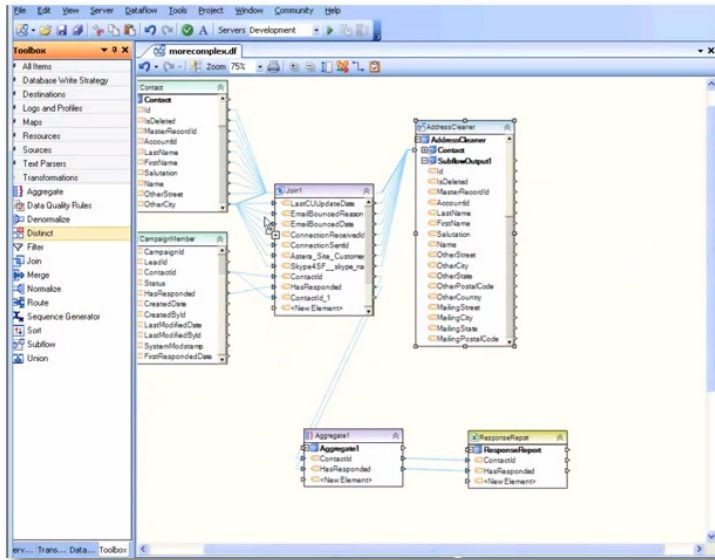 File Edit View Server Dataflow Tools Project Window Community Help
A Servers Development
Toolbox
morecomplex.df
All Items
Database Write Strategy
Destinations
Logs and Profiles
Maps
Resources
Sources
Text Parsers
Transformations
Aggregate
Data Quality Rules
Denormalize
Distinct
Filter
Join
Merge
Normalize
Route
Sequence Generator
Sort
Subflow
Union
erv... Trans... Data... Toolbox
Zoom 75%
Contact
Contact
Id
IsDeleted
MasterRecordId
AccountId
LastName
FirstName
Salutation
Name
OtherStreet
OtherCity
CampaignMember
CampaignId
LeadId
ContactId
Status
HasResponded
CreatedDate
CreatedById
LastModifiedDate
LastModifiedById
SystemModstamp
FirstRespondedDate
Join1
LastCUUpdateDate
EmailBouncedReason
EmailBouncedDate
ConnectionReceivedId
ConnectionSentId
Astera_Site_Customer
Skype4SF__skype_na
ContactId
HasResponded
ContactId_1
<New Element>
AddressCleaner
AddressCleaner
Contact
SubflowOutput1
Id
IsDeleted
MasterRecordId
AccountId
LastName
FirstName
Salutation
Name
OtherStreet
OtherCity
OtherState
OtherPostalCode
OtherCountry
MailingStreet
MailingCity
MailingState
MailingPostalCode
Aggregate1
Aggregate1
ContactId
HasResponded
<New Element>
ResponseReport
ResponseReport
ContactId
HasResponded
<New Element>